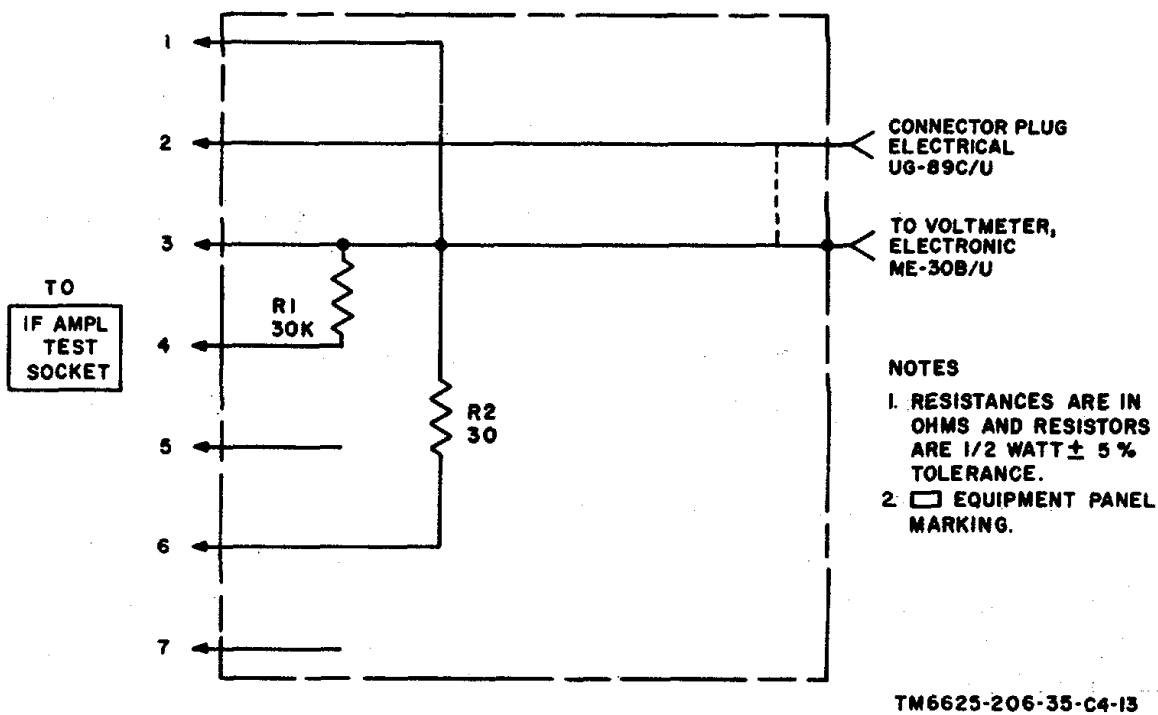 1
2
CONNECTOR PLUG
ELECTRICAL
UG-89C/U
3
TO VOLTMETER,
ELECTRONIC
ME-30B/U
TO
IF AMPL
TEST
SOCKET
R1
30K
4
NOTES
1. RESISTANCES ARE IN
OHMS AND RESISTORS
ARE 1/2 WATT ± 5 %
TOLERANCE.
2 EQUIPMENT PANEL
MARKING.
R2
30
5
6
7
TM6625-206-35-C4-13